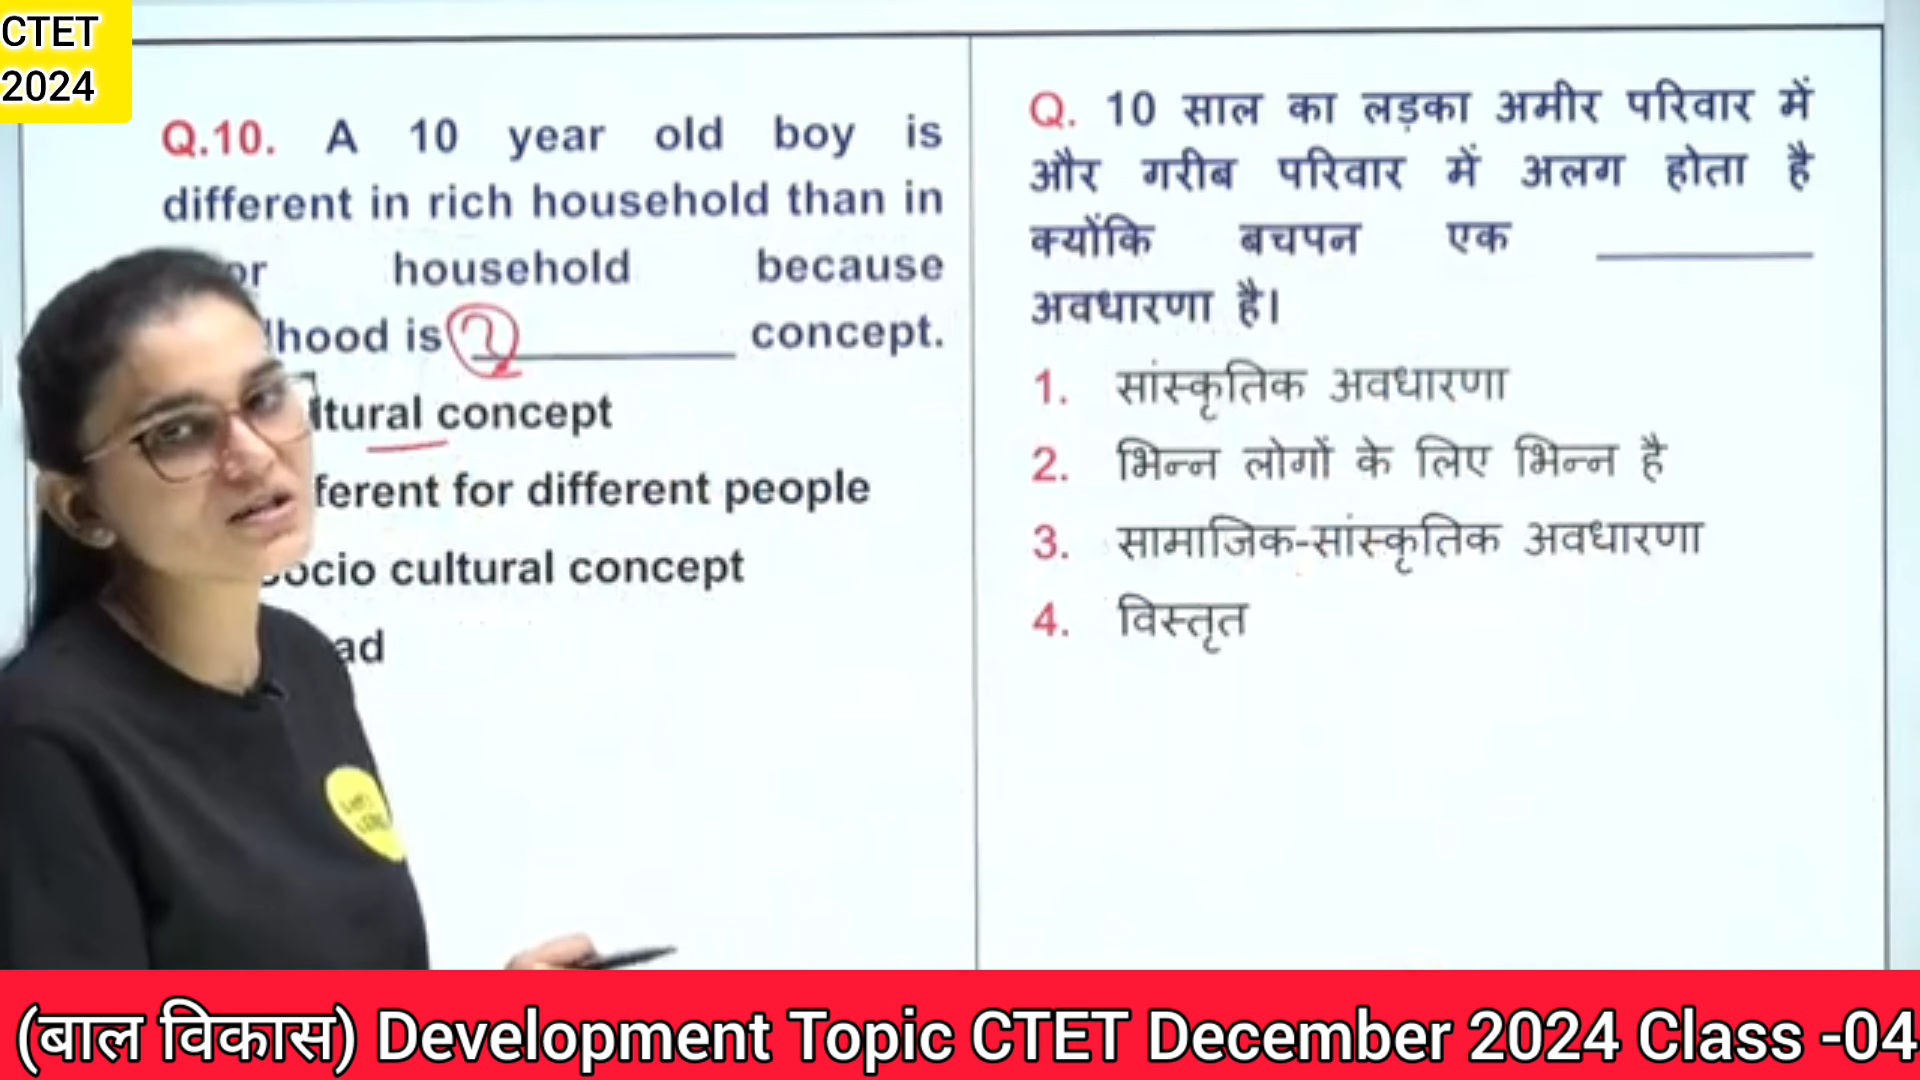 CTET
2024
Q.10. A 10 year old boy is
different in rich household than in
household because
is concept.
concept
for different people
cultural concept
Q. 10 साल का लड़का अमीर परिवार में
और गरीब परिवार में अलग होता है
क्योंकि बचपन एक
अवधारणा है।
1. सांस्कृतिक अवधारणा
2. भिन्न लोगों के लिए भिन्न है
3. सामाजिक-सांस्कृतिक अवधारणा
4. विस्तृत
(बाल विकास) Development Topic CTET December 2024 Class -04